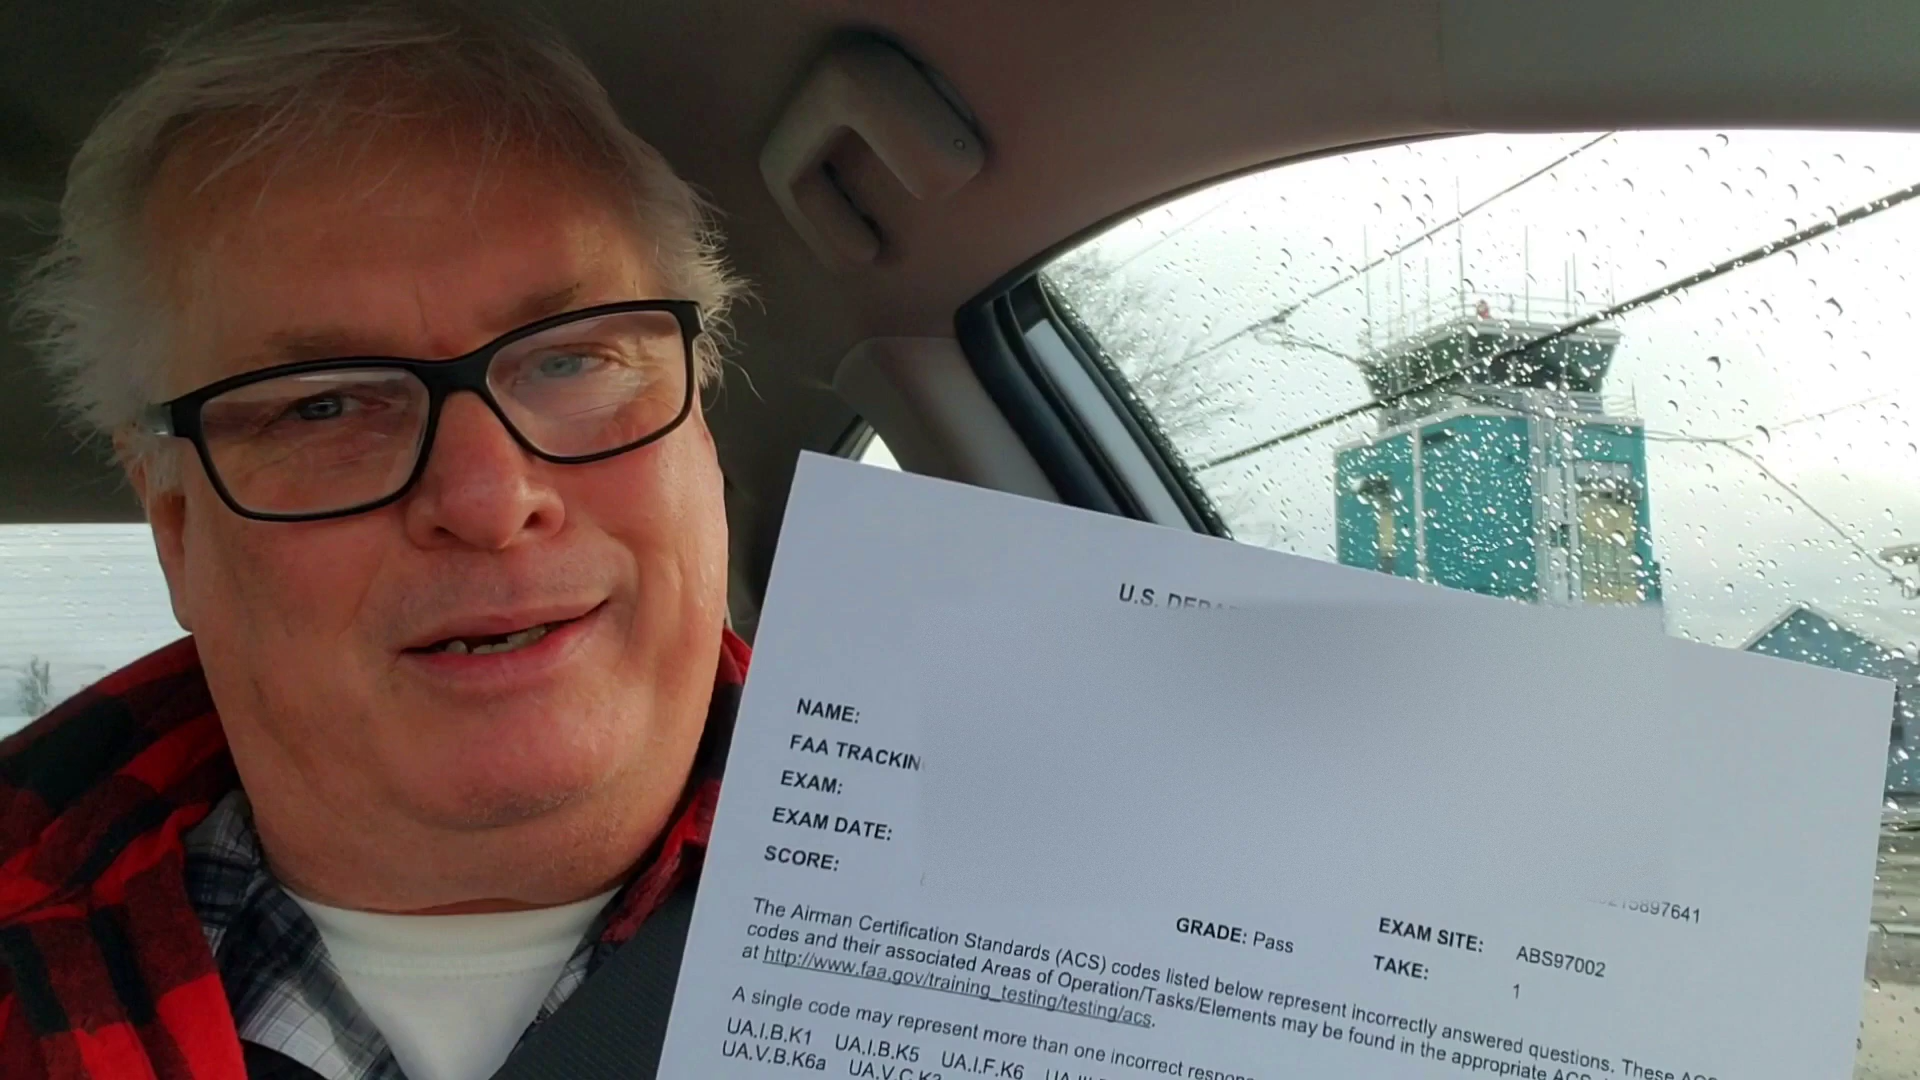 U.S.
NAME:
FAA TRACKIN
EXAM:
EXAM DATE:
SCORE:
15897641
GRADE: Pass
EXAM SITE: ABS97002
TAKE: 1
The Airman Certification Standards (ACS) codes listed below represent incorrectly answered questions. These
codes and their associated Areas of Operation/Tasks/Elements may be found in the appropriate
at http://www.faa.gov/training_testing/testing/acs.
A single code may represent more than one incorrect
UA.I.B.K1 UA.I.B.K5 UA.I.F.K6
UA.V.B.K6a